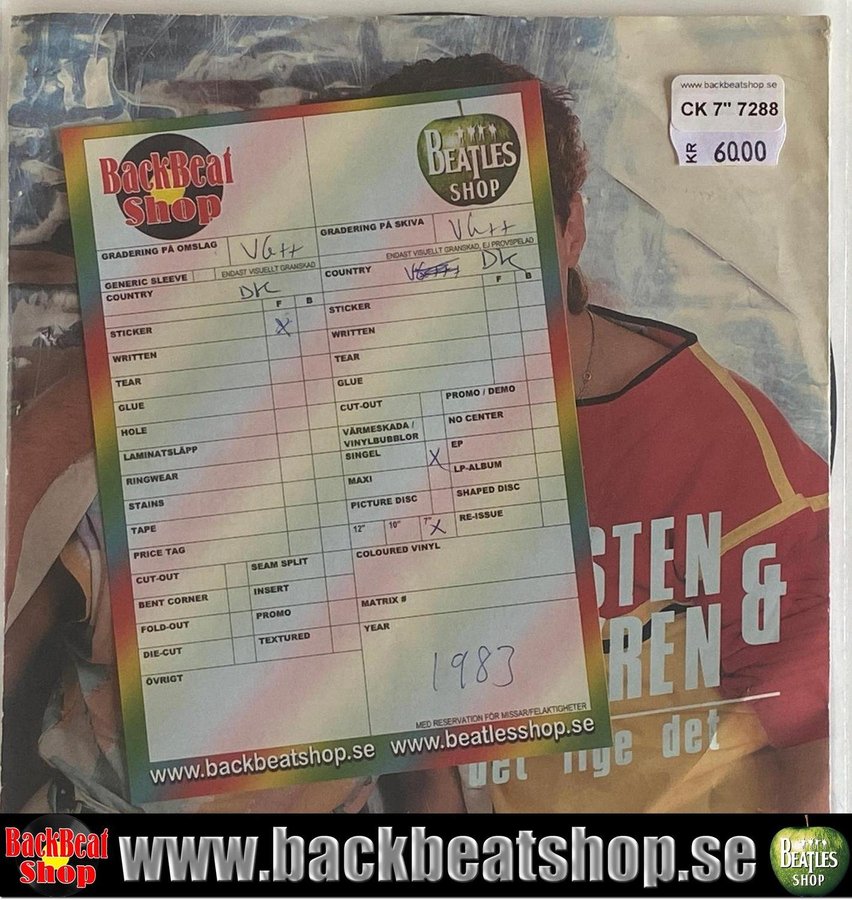 www.backbeatshop.se
CK 7" 7288
KR 60.00
BackBeat
Shop
BEATLES
SHOP
GRADERING PÅ OMSLAG VG++
GRADERING PÅ SKIVA VG++
ENDAST VISUELLT GRANSKAD
ENDAST VISUELLT GRANSKAD, EJ PROVSPELAD
GENERIC SLEEVE
COUNTRY DK
F B
STICKER X
WRITTEN
TEAR
GLUE
HOLE
LAMINATSLÄPP
RINGWEAR
STAINS
TAPE
PRICE TAG
CUT-OUT
BENT CORNER
FOLD-OUT
DIE-CUT
SEAM SPLIT
INSERT
PROMO
TEXTURED
ÖVRIGT
COUNTRY DK
F B
STICKER
WRITTEN
TEAR
GLUE
CUT-OUT
PROMO / DEMO
VÄRMESKADA /
VINYLBUBBLOR
NO CENTER
SINGEL X
EP
MAXI
LP-ALBUM
PICTURE DISC
SHAPED DISC
12" 10" 7" X
RE-ISSUE
COLOURED VINYL
MATRIX #
YEAR
1983
MED RESERVATION FÖR MISSAR/FELAKTIGHETER
www.backbeatshop.se www.beatlesshop.se
STEN
REN &
det
BackBeat
Shop
www.backbeatshop.se
BEATLES
SHOP